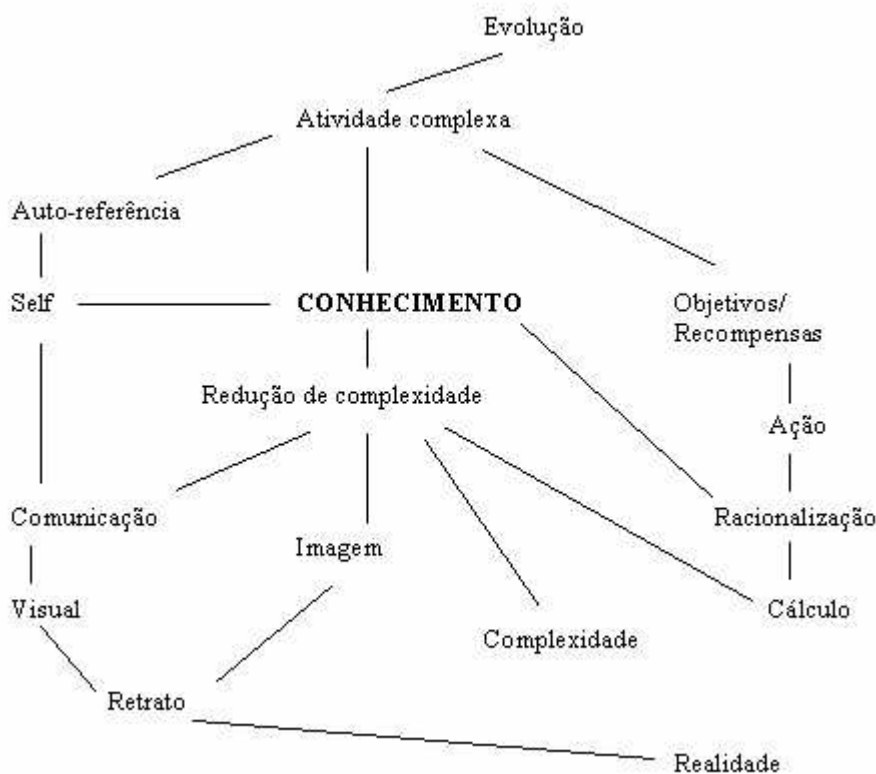 Evolução
Atividade complexa
Auto-referência
Self
CONHECIMENTO
Objetivos/
Recompensas
Redução de complexidade
Ação
Comunicação
Racionalização
Imagem
Visual
Cálculo
Complexidade
Retrato
Realidade